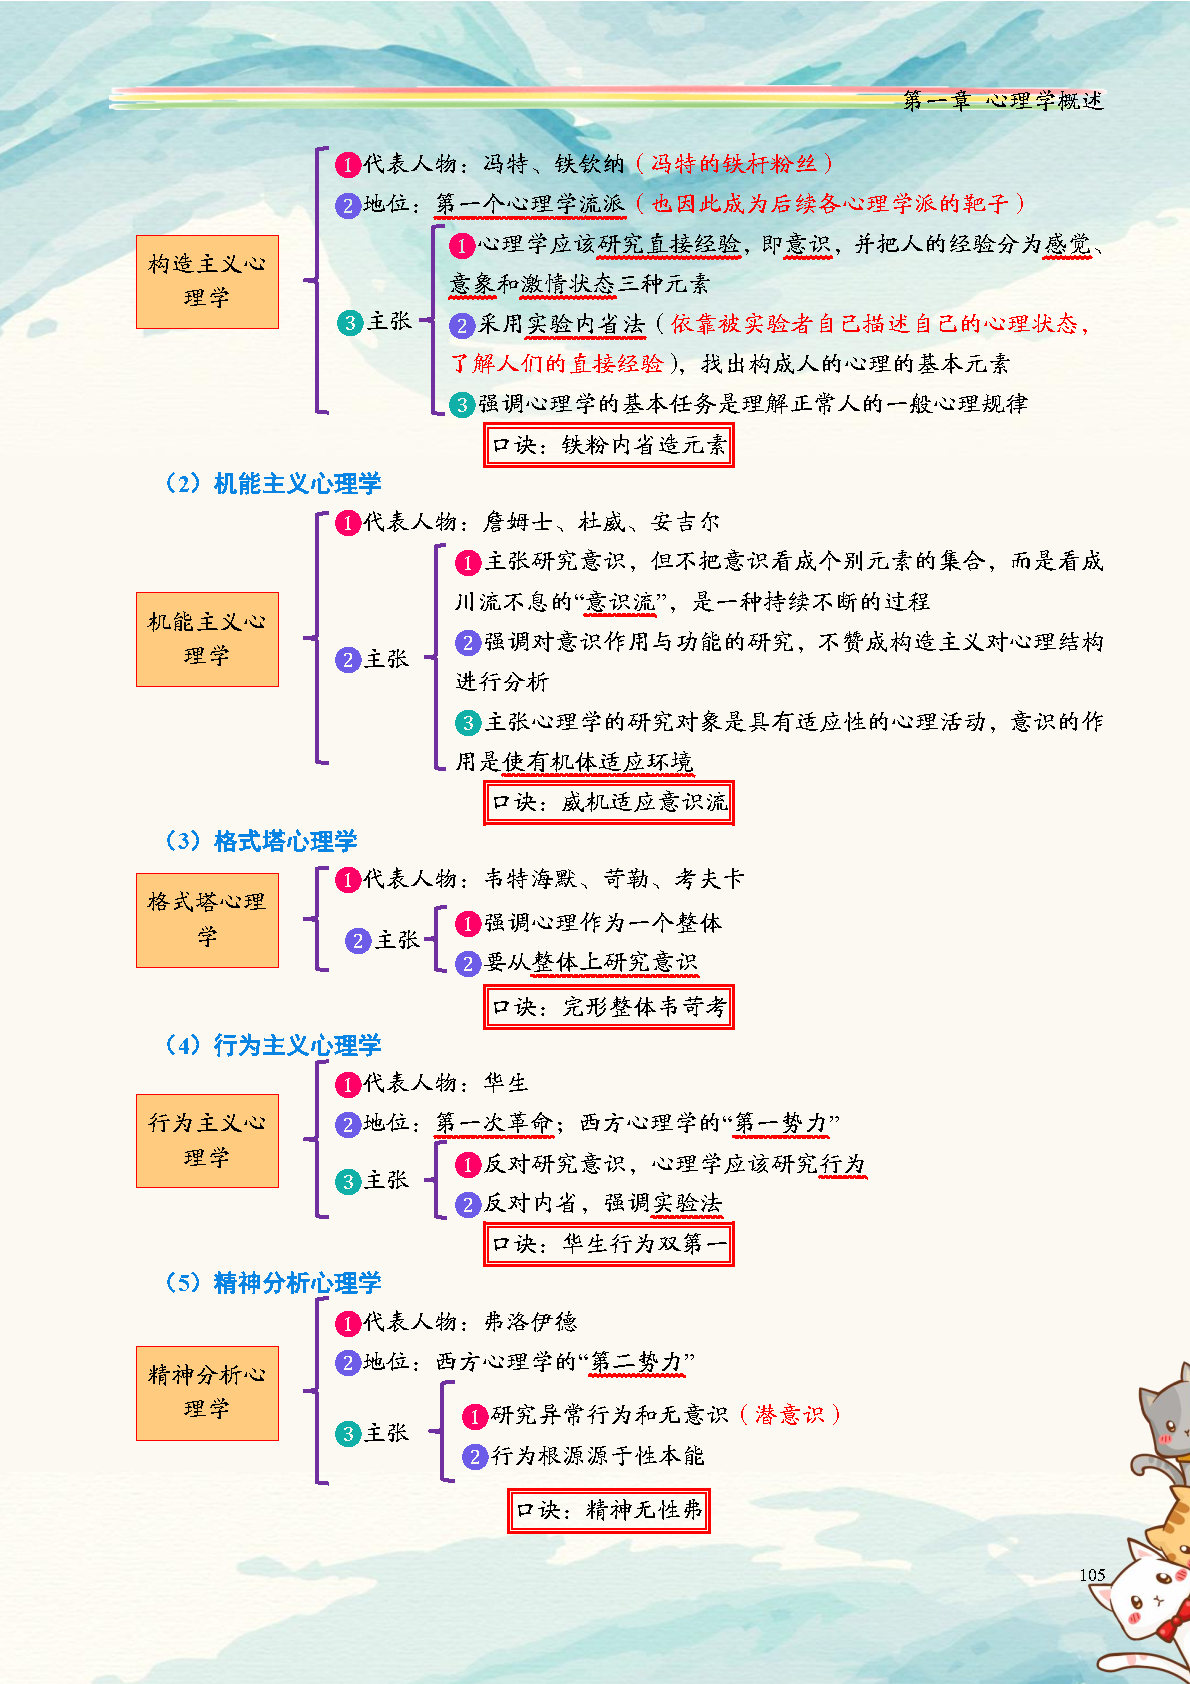 第一章 心理学概述
❶代表人物：冯特、铁钦纳（冯特的铁杆粉丝）
❷地位：第一个心理学流派（也因此成为后续各心理学派的靶子）
构造主义心
理学
❸主张
❶心理学应该研究直接经验，即意识，并把人的经验分为感觉、
意象和激情状态三种元素
❷采用实验内省法（依靠被实验者自己描述自己的心理状态，
了解人们的直接经验），找出构成人的心理的基本元素
❸强调心理学的基本任务是理解正常人的一般心理规律
口诀：铁粉内省造元素
（2）机能主义心理学
❶代表人物：詹姆士、杜威、安吉尔
机能主义心
理学
❷主张
❶主张研究意识，但不把意识看成个别元素的集合，而是看成
川流不息的“意识流”，是一种持续不断的过程
❷强调对意识作用与功能的研究，不赞成构造主义对心理结构
进行分析
❸主张心理学的研究对象是具有适应性的心理活动，意识的作
用是使有机体适应环境
口诀：威机适应意识流
（3）格式塔心理学
❶代表人物：韦特海默、苛勒、考夫卡
格式塔心理
学
❷主张
❶强调心理作为一个整体
❷要从整体上研究意识
口诀：完形整体韦苛考
（4）行为主义心理学
❶代表人物：华生
❷地位：第一次革命；西方心理学的“第一势力”
行为主义心
理学
❸主张
❶反对研究意识，心理学应该研究行为
❷反对内省，强调实验法
口诀：华生行为双第一
（5）精神分析心理学
❶代表人物：弗洛伊德
❷地位：西方心理学的“第二势力”
精神分析心
理学
❸主张
❶研究异常行为和无意识（潜意识）
❷行为根源源于性本能
口诀：精神无性弗
105